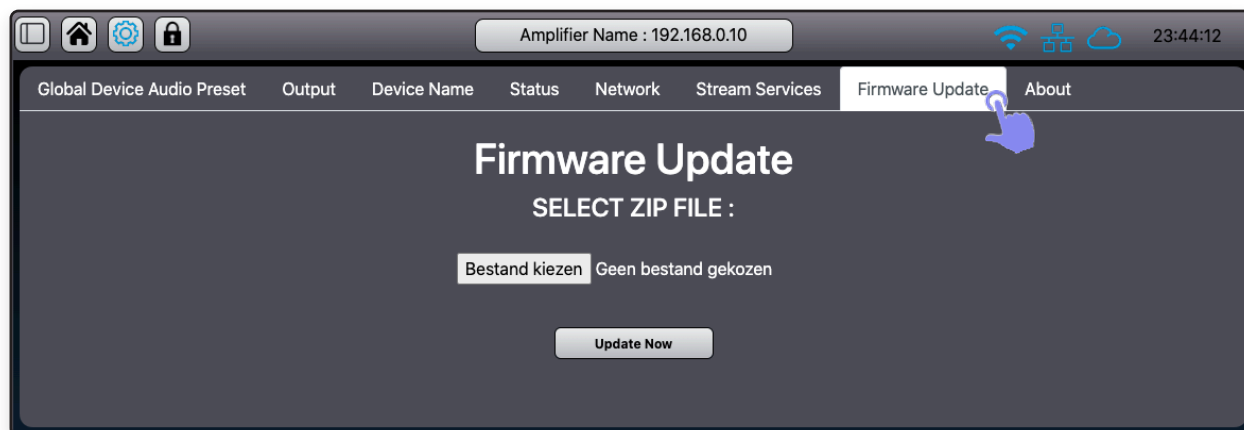 Amplifier Name : 192.168.0.10
23:44:12
Global Device Audio Preset Output Device Name Status Network Stream Services Firmware Update About
Firmware Update
SELECT ZIP FILE :
Bestand kiezen Geen bestand gekozen
Update Now